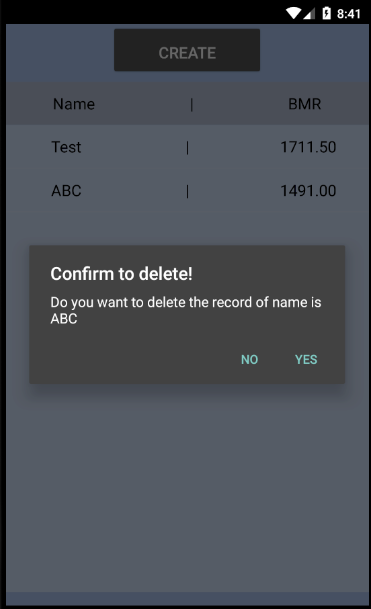 8:41
CREATE
Name | BMR
Test | 1711.50
ABC | 1491.00
Confirm to delete!
Do you want to delete the record of name is
ABC
NO YES